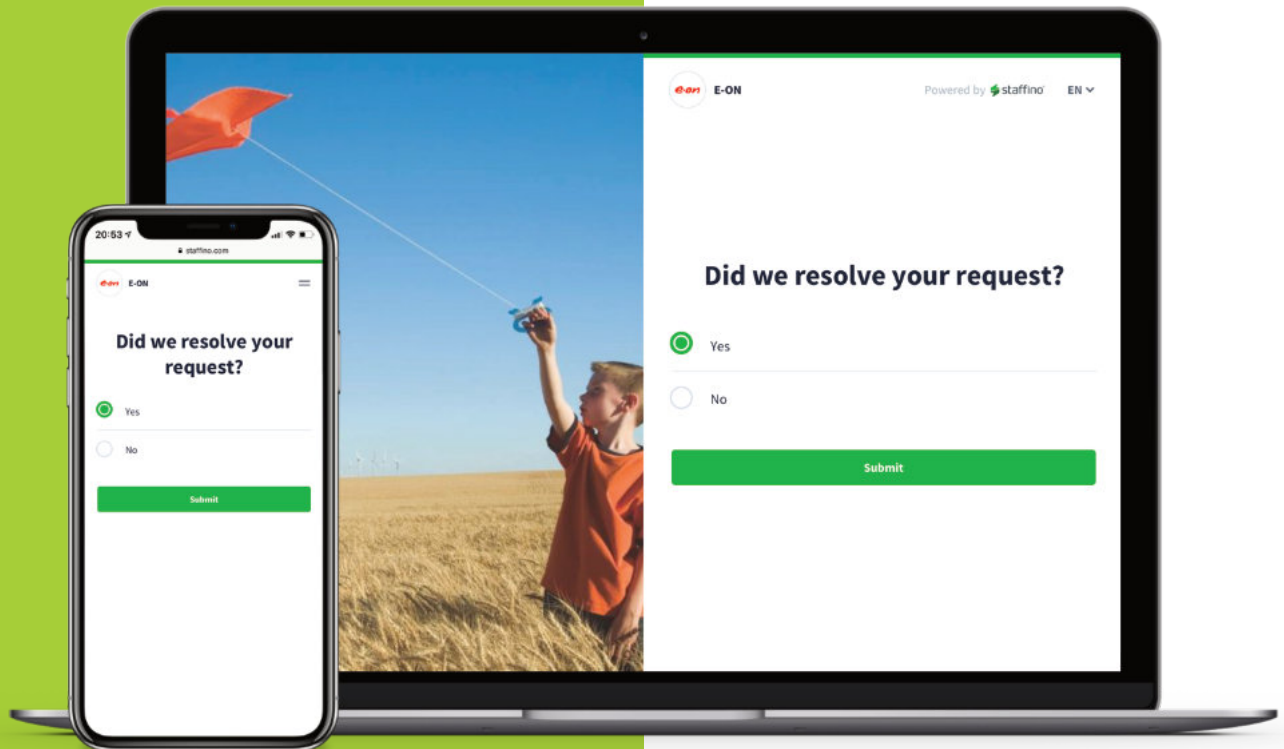 e·on E-ON
Powered by staffino EN
Did we resolve your request?
Yes
No
Submit
20:53
staffino.com
e·on E-ON
Did we resolve your
request?
Yes
No
Submit